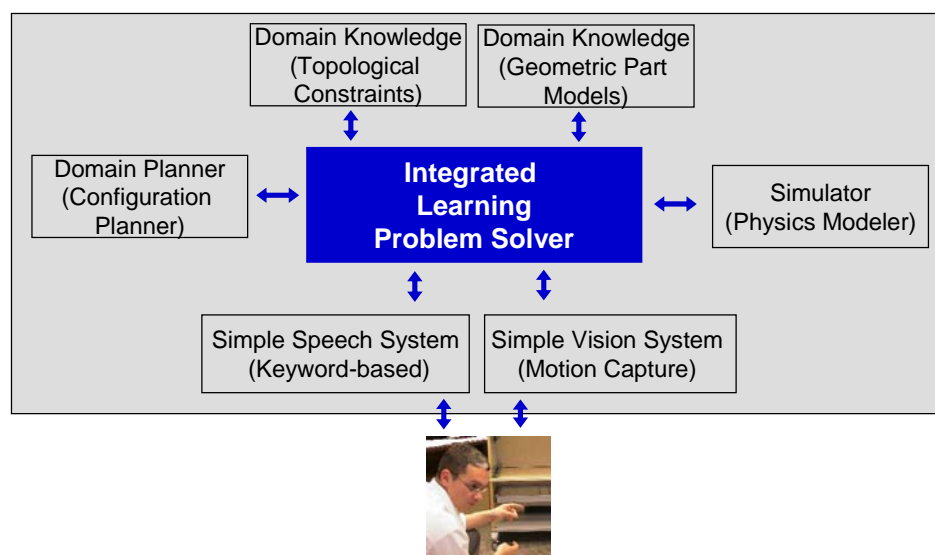 Domain Knowledge
(Topological
Constraints)
Domain Knowledge
(Geometric Part
Models)
Domain Planner
(Configuration
Planner)
Integrated
Learning
Problem Solver
Simulator
(Physics Modeler)
Simple Speech System
(Keyword-based)
Simple Vision System
(Motion Capture)